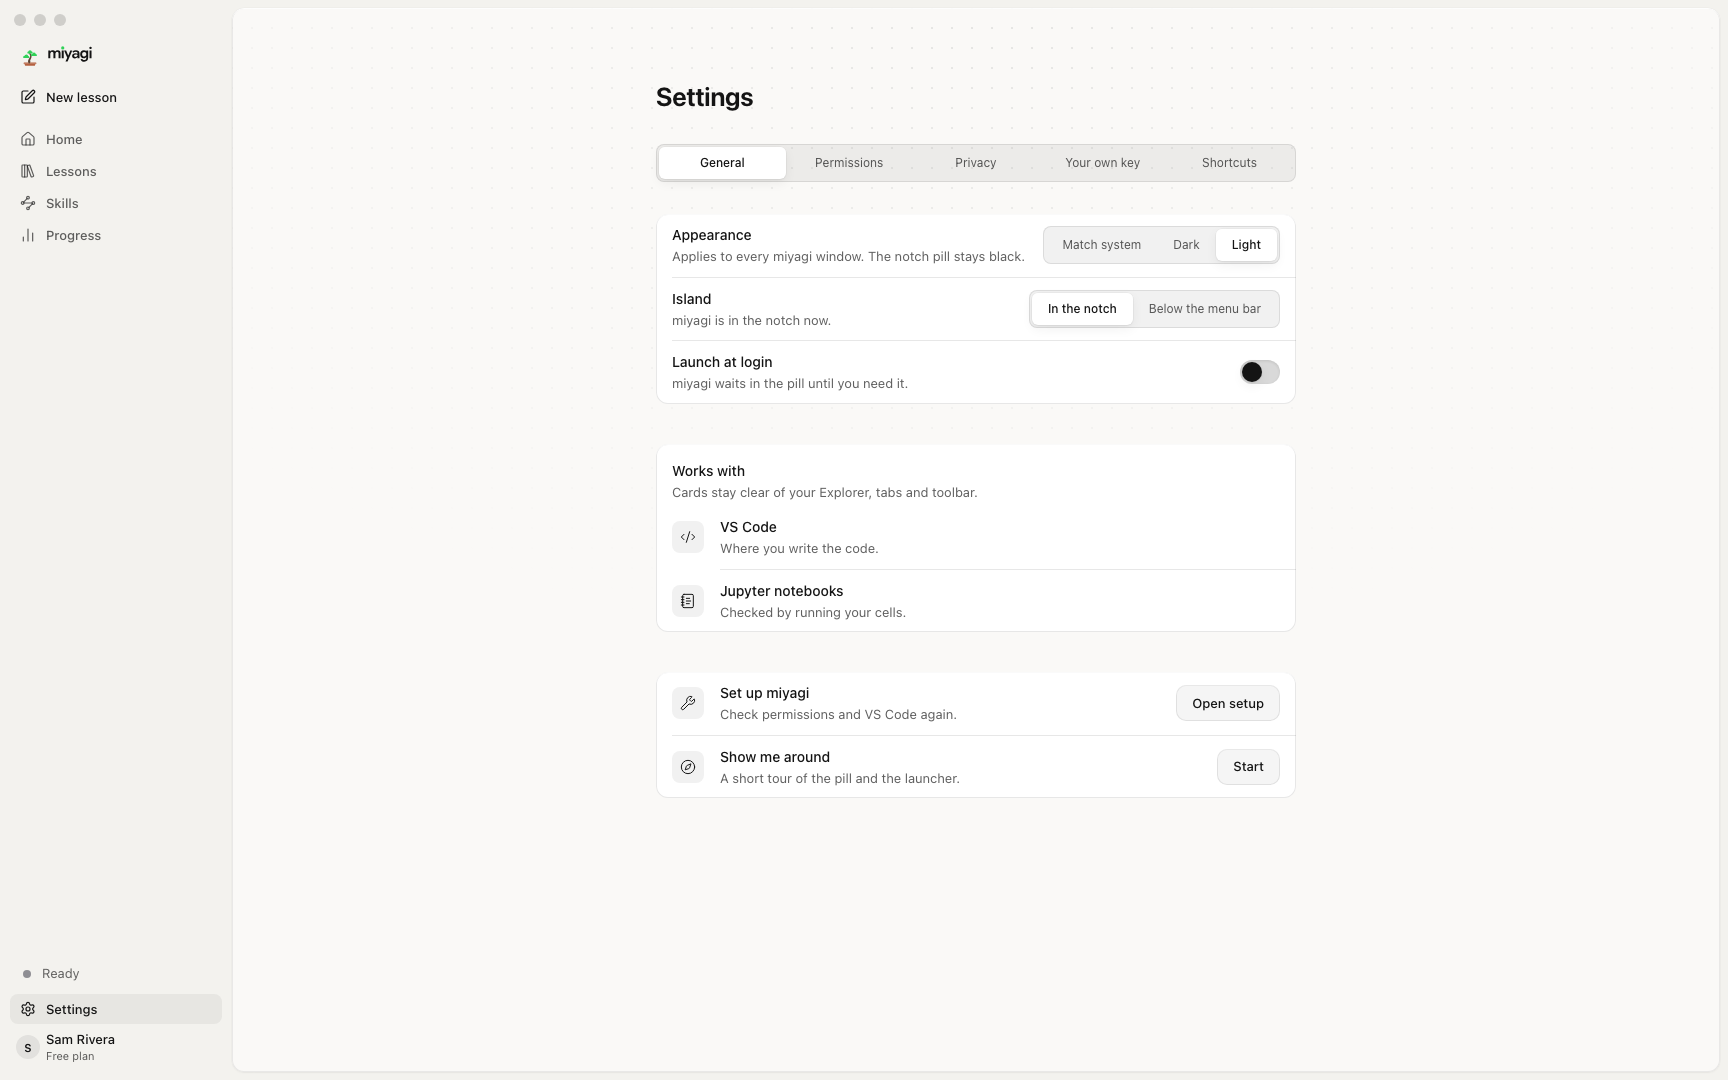 miyagi
New lesson
Home
Lessons
Skills
Progress
Ready
Settings
S
Sam Rivera
Free plan
Settings
General
Permissions
Privacy
Your own key
Shortcuts
Appearance
Applies to every miyagi window. The notch pill stays black.
Match system
Dark
Light
Island
miyagi is in the notch now.
In the notch
Below the menu bar
Launch at login
miyagi waits in the pill until you need it.
Works with
Cards stay clear of your Explorer, tabs and toolbar.
VS Code
Where you write the code.
Jupyter notebooks
Checked by running your cells.
Set up miyagi
Check permissions and VS Code again.
Open setup
Show me around
A short tour of the pill and the launcher.
Start